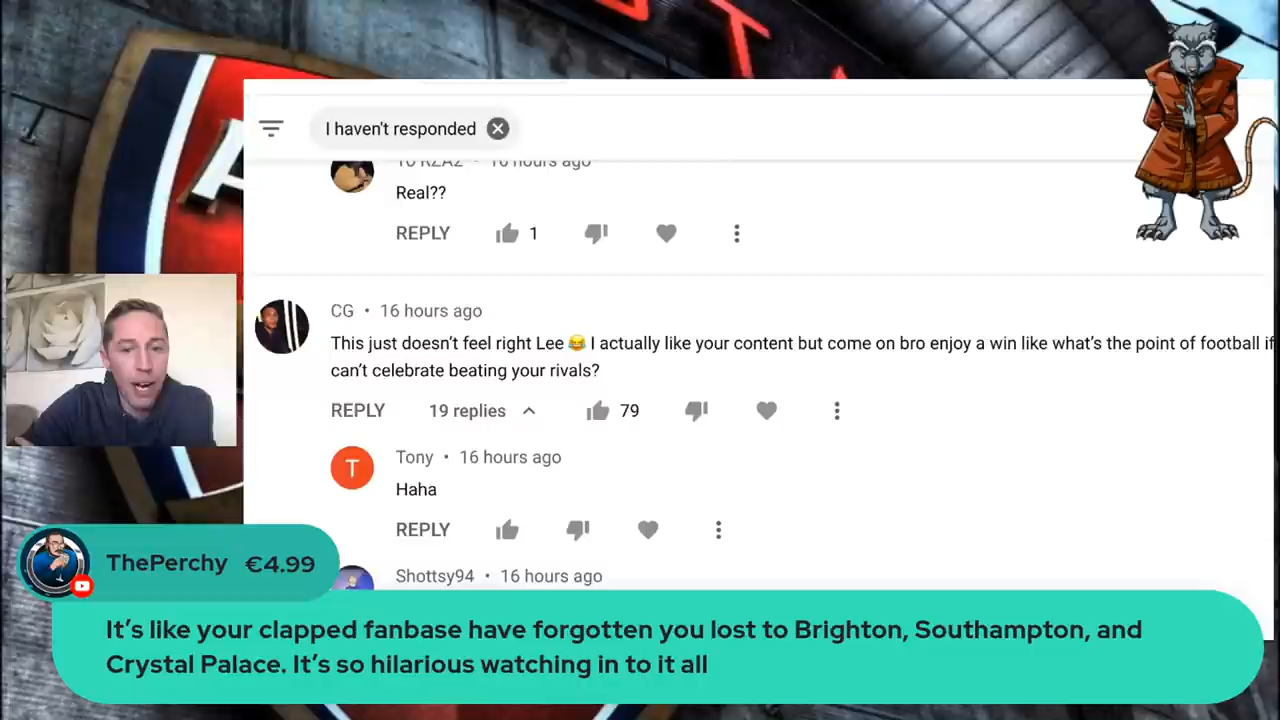 I haven't responded
16 hours ago
Real??
REPLY 1
CG • 16 hours ago
This just doesn't feel right Lee 😂 I actually like your content but come on bro enjoy a win like what's the point of football if
can't celebrate beating your rivals?
REPLY 19 replies 79
T
Tony • 16 hours ago
Haha
REPLY
Shottsy94 • 16 hours ago
ThePerchy €4.99
It's like your clapped fanbase have forgotten you lost to Brighton, Southampton, and
Crystal Palace. It's so hilarious watching in to it all